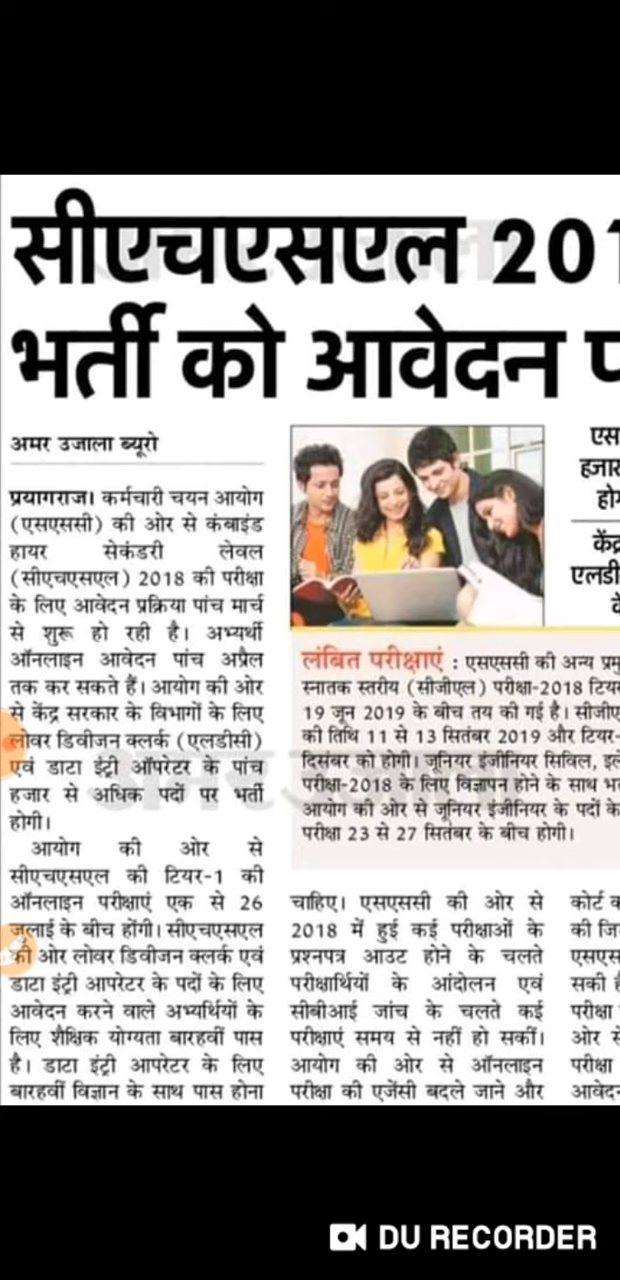 सीएचएसएल 201
भर्ती को आवेदन
अमर उजाला ब्यूरो
प्रयागराज। कर्मचारी चयन आयोग
(एसएससी) की ओर से कंबाइंड
हायर सेकंडरी लेवल
(सीएचएसएल) 2018 की परीक्षा
के लिए आवेदन प्रक्रिया पांच मार्च
से शुरू हो रही है। अभ्यर्थी
ऑनलाइन आवेदन पांच अप्रैल
तक कर सकते हैं। आयोग की ओर
से केंद्र सरकार के विभागों के लिए
लोवर डिवीजन क्लर्क (एलडीसी)
एवं डाटा इंट्री ऑपरेटर के पांच
हजार से अधिक पदों पर भर्ती
होगी।
आयोग की ओर से
सीएचएसएल की टियर-1 की
ऑनलाइन परीक्षाएं एक से 26
जुलाई के बीच होंगी। सीएचएसएल
की ओर लोवर डिवीजन क्लर्क एवं
डाटा इंट्री आपरेटर के पदों के लिए
आवेदन करने वाले अभ्यर्थियों के
लिए शैक्षिक योग्यता बारहवीं पास
है। डाटा इंट्री आपरेटर के लिए
बारहवीं विज्ञान के साथ पास होना
लंबित परीक्षाएं : एसएससी की अन्य प्रमु
स्नातक स्तरीय (सीजीएल) परीक्षा-2018 टियर
19 जून 2019 के बीच तय की गई है। सीजीए
की तिथि 11 से 13 सितंबर 2019 और टियर-
दिसंबर को होगी। जूनियर इंजीनियर सिविल, इले
परीक्षा-2018 के लिए विज्ञापन होने के साथ भ
आयोग की ओर से जूनियर इंजीनियर के पदों के
परीक्षा 23 से 27 सितंबर के बीच होगी।
चाहिए। एसएससी की ओर से
2018 में हुई कई परीक्षाओं के
प्रश्नपत्र आउट होने के चलते
परीक्षार्थियों के आंदोलन एवं
सीबीआई जांच के चलते कई
परीक्षाएं समय से नहीं हो सकीं।
आयोग की ओर से ऑनलाइन
परीक्षा की एजेंसी बदले जाने और
एस
हजार
होग
केंद्र
एलडी
के
कोर्ट क
की जि
एसएस
सकी है
परीक्षा
ओर से
परीक्षा
आवेदन
DU RECORDER